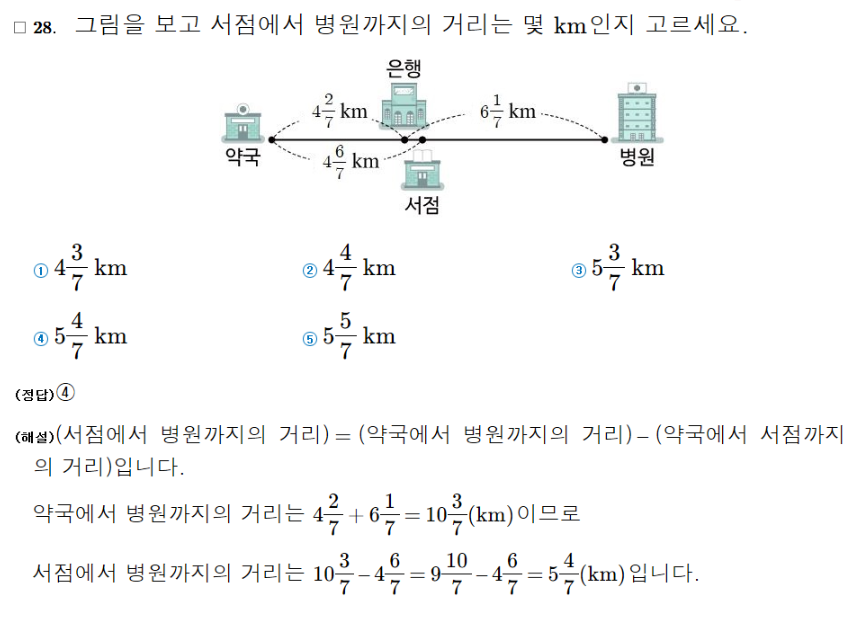 □ 28. 그림을 보고 서점에서 병원까지의 거리는 몇 km인지 고르세요.
은행
4 2/7 km
6 1/7 km
약국
4 6/7 km
병원
서점
① 4 3/7 km ② 4 4/7 km ③ 5 3/7 km
④ 5 4/7 km ⑤ 5 5/7 km
(정답)④
(해설)(서점에서 병원까지의 거리) = (약국에서 병원까지의 거리) − (약국에서 서점까지
의 거리)입니다.
약국에서 병원까지의 거리는 4 2/7 + 6 1/7 = 10 3/7 (km)이므로
서점에서 병원까지의 거리는 10 3/7 − 4 6/7 = 9 10/7 − 4 6/7 = 5 4/7 (km)입니다.